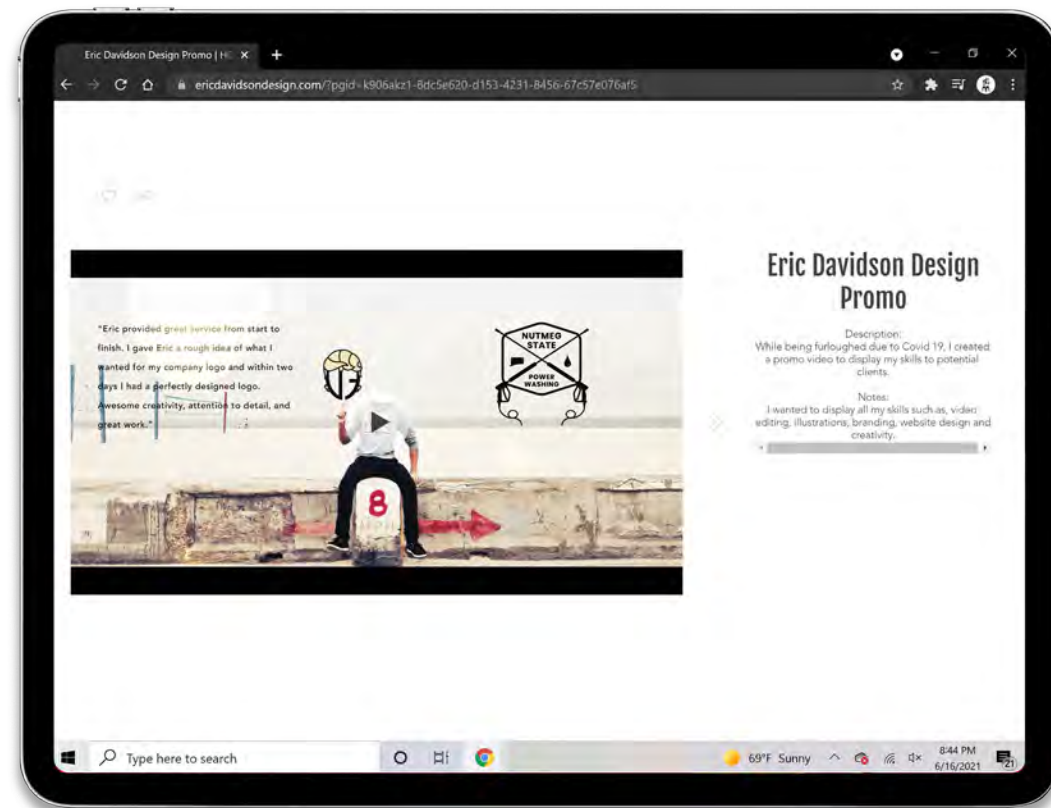 Eric Davidson Design Promo | HO
ericdavidsondesign.com/?pgid=k906akz1-8dc5e620-d153-4231-8456-67c57e076af5
"Eric provided great service from start to
finish. I gave Eric a rough idea of what I
wanted for my company logo and within two
days I had a perfectly designed logo.
Awesome creativity, attention to detail, and
great work."
NUTMEG
STATE
POWER
WASHING
8
Eric Davidson Design
Promo
Description:
While being furloughed due to Covid 19, I created
a promo video to display my skills to potential
clients.
Notes:
I wanted to display all my skills such as, video
editing, illustrations, branding, website design and
creativity.
Type here to search
69°F Sunny
8:44 PM
6/16/2021
21